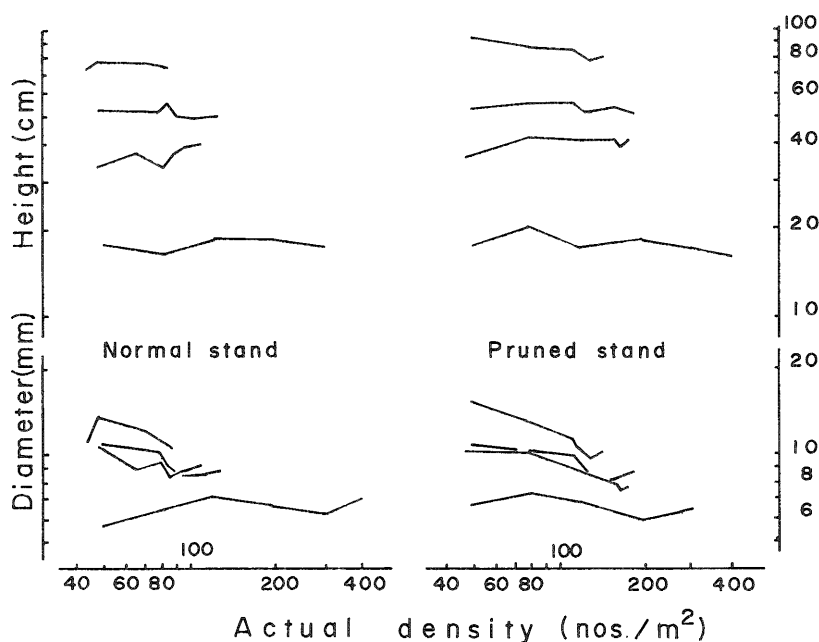 Height (cm)
100
80
60
40
20
10
Normal stand
Pruned stand
Diameter(mm)
20
10
8
6
100
100
40 60 80 200 400
40 60 80 200 400
Actual density (nos./m²)